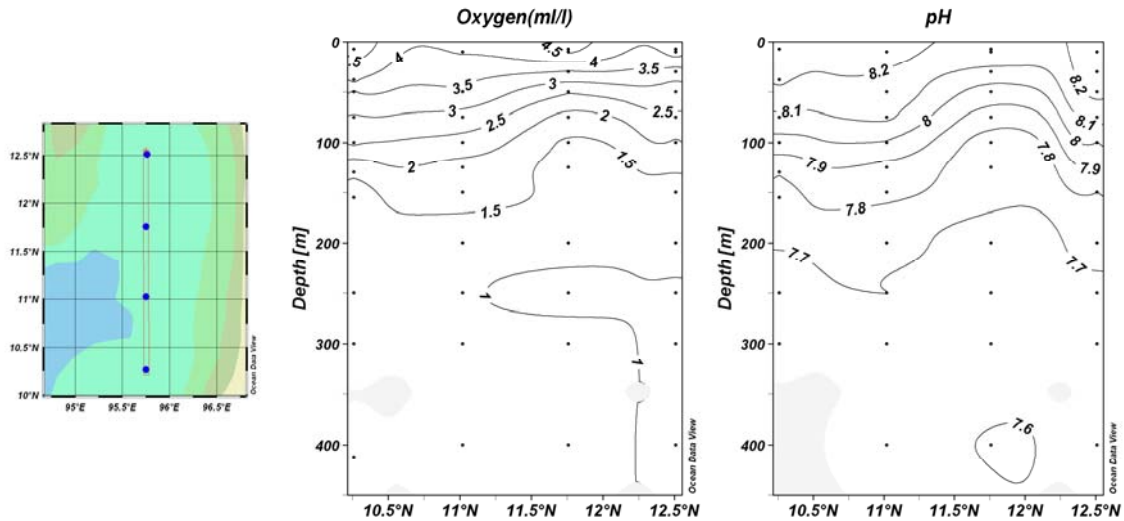 Oxygen(ml/l)
pH
12.5°N
12°N
11.5°N
11°N
10.5°N
10°N
95°E 95.5°E 96°E 96.5°E
Ocean Data View
Depth [m]
0
100
200
300
400
.5 4 4.5 4
3.5 3.5
3 3
2.5 2.5
2 2
1.5 1.5
1
1
10.5°N 11°N 11.5°N 12°N 12.5°N
Ocean Data View
Depth [m]
0
100
200
300
400
8.2 8.2
8.1 8.1
8 8
7.9 7.9
7.8 7.8
7.7 7.7
7.6
10.5°N 11°N 11.5°N 12°N 12.5°N
Ocean Data View